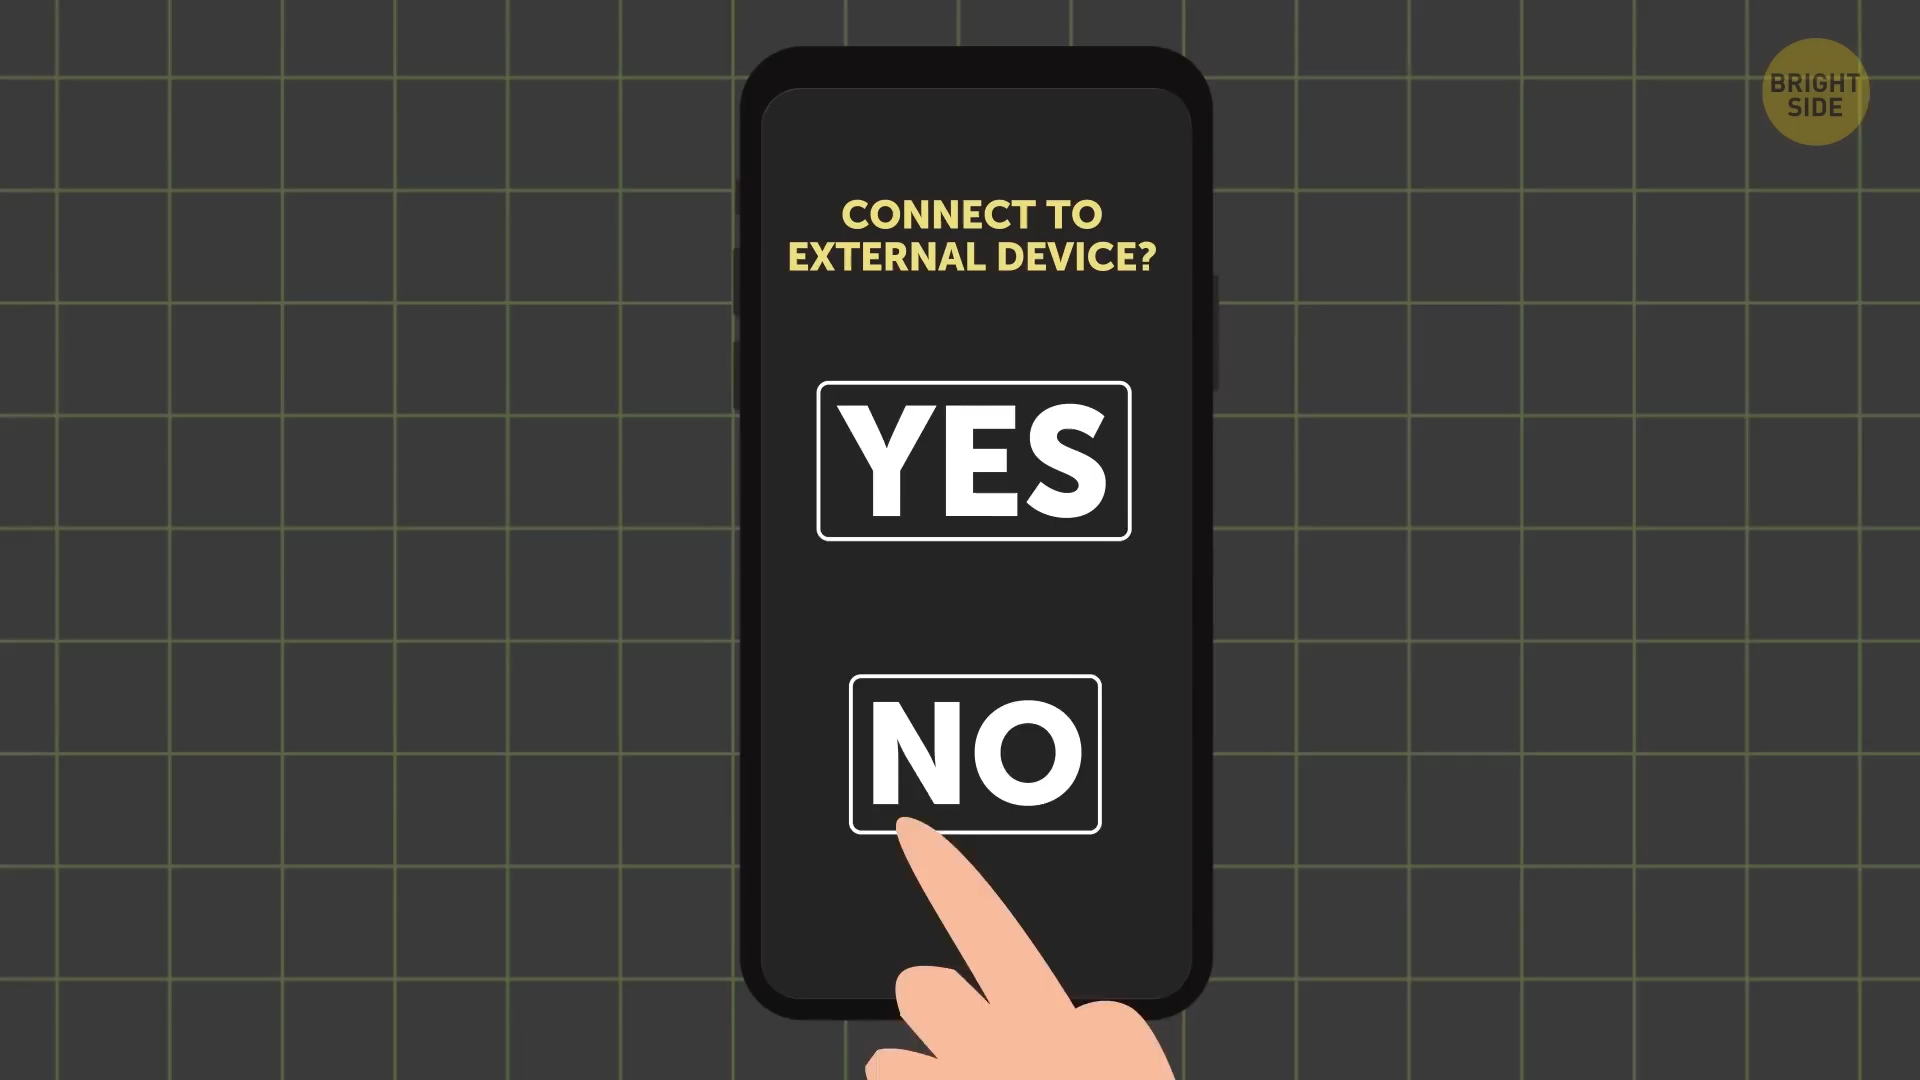 BRIGHT
SIDE
CONNECT TO
EXTERNAL DEVICE?
YES
NO